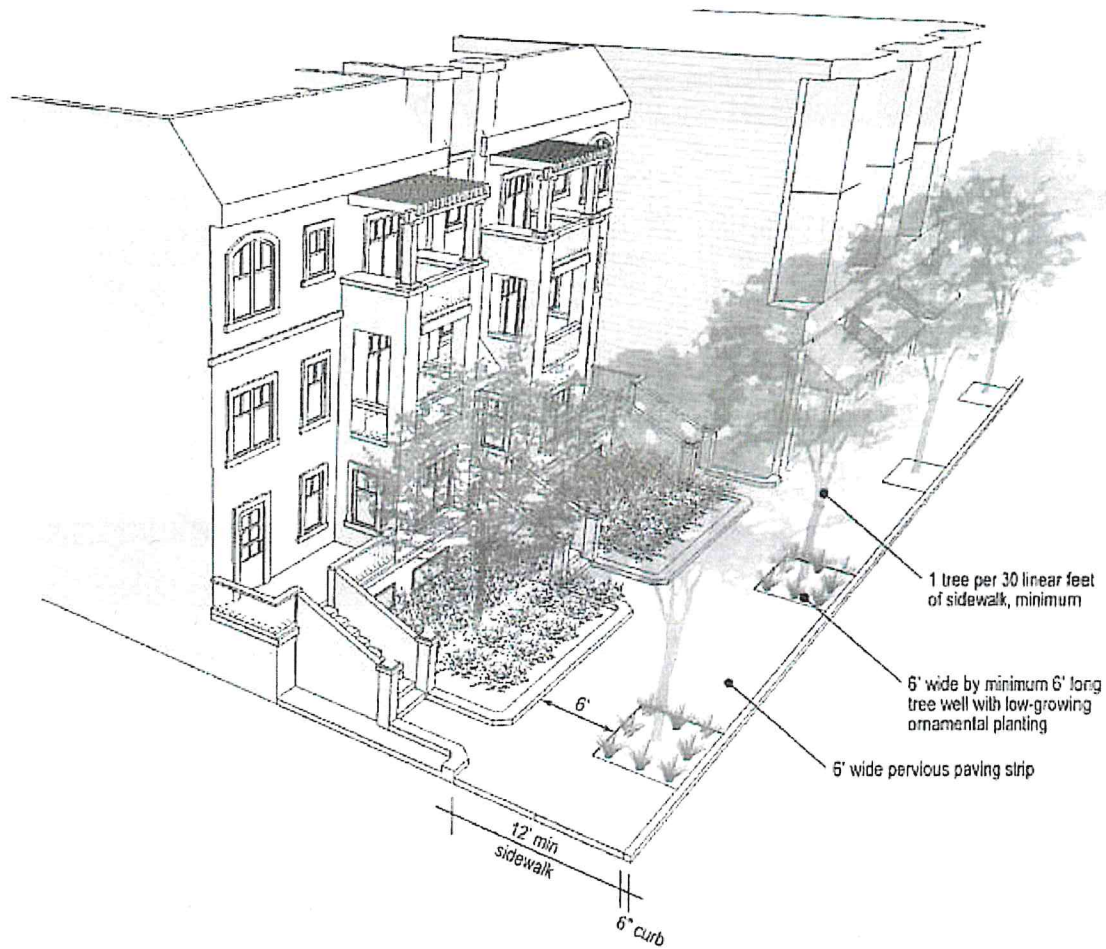 1 tree per 30 linear feet
of sidewalk, minimum
6' wide by minimum 6' long
tree well with low-growing
ornamental planting
6' wide pervious paving strip
6'
12' min
sidewalk
6" curb